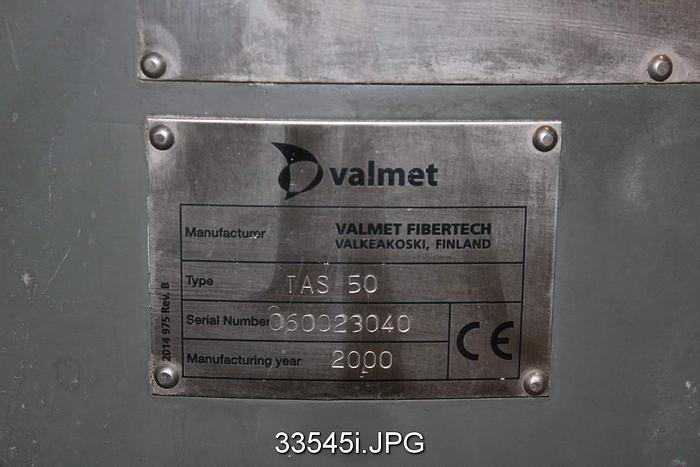 valmet
Manufacturer VALMET FIBERTECH
VALKEAKOSKI, FINLAND
Type TAS 50
Serial Number 060023040
Manufacturing year 2000
CE
2014 975 Rev. B
33545i.JPG